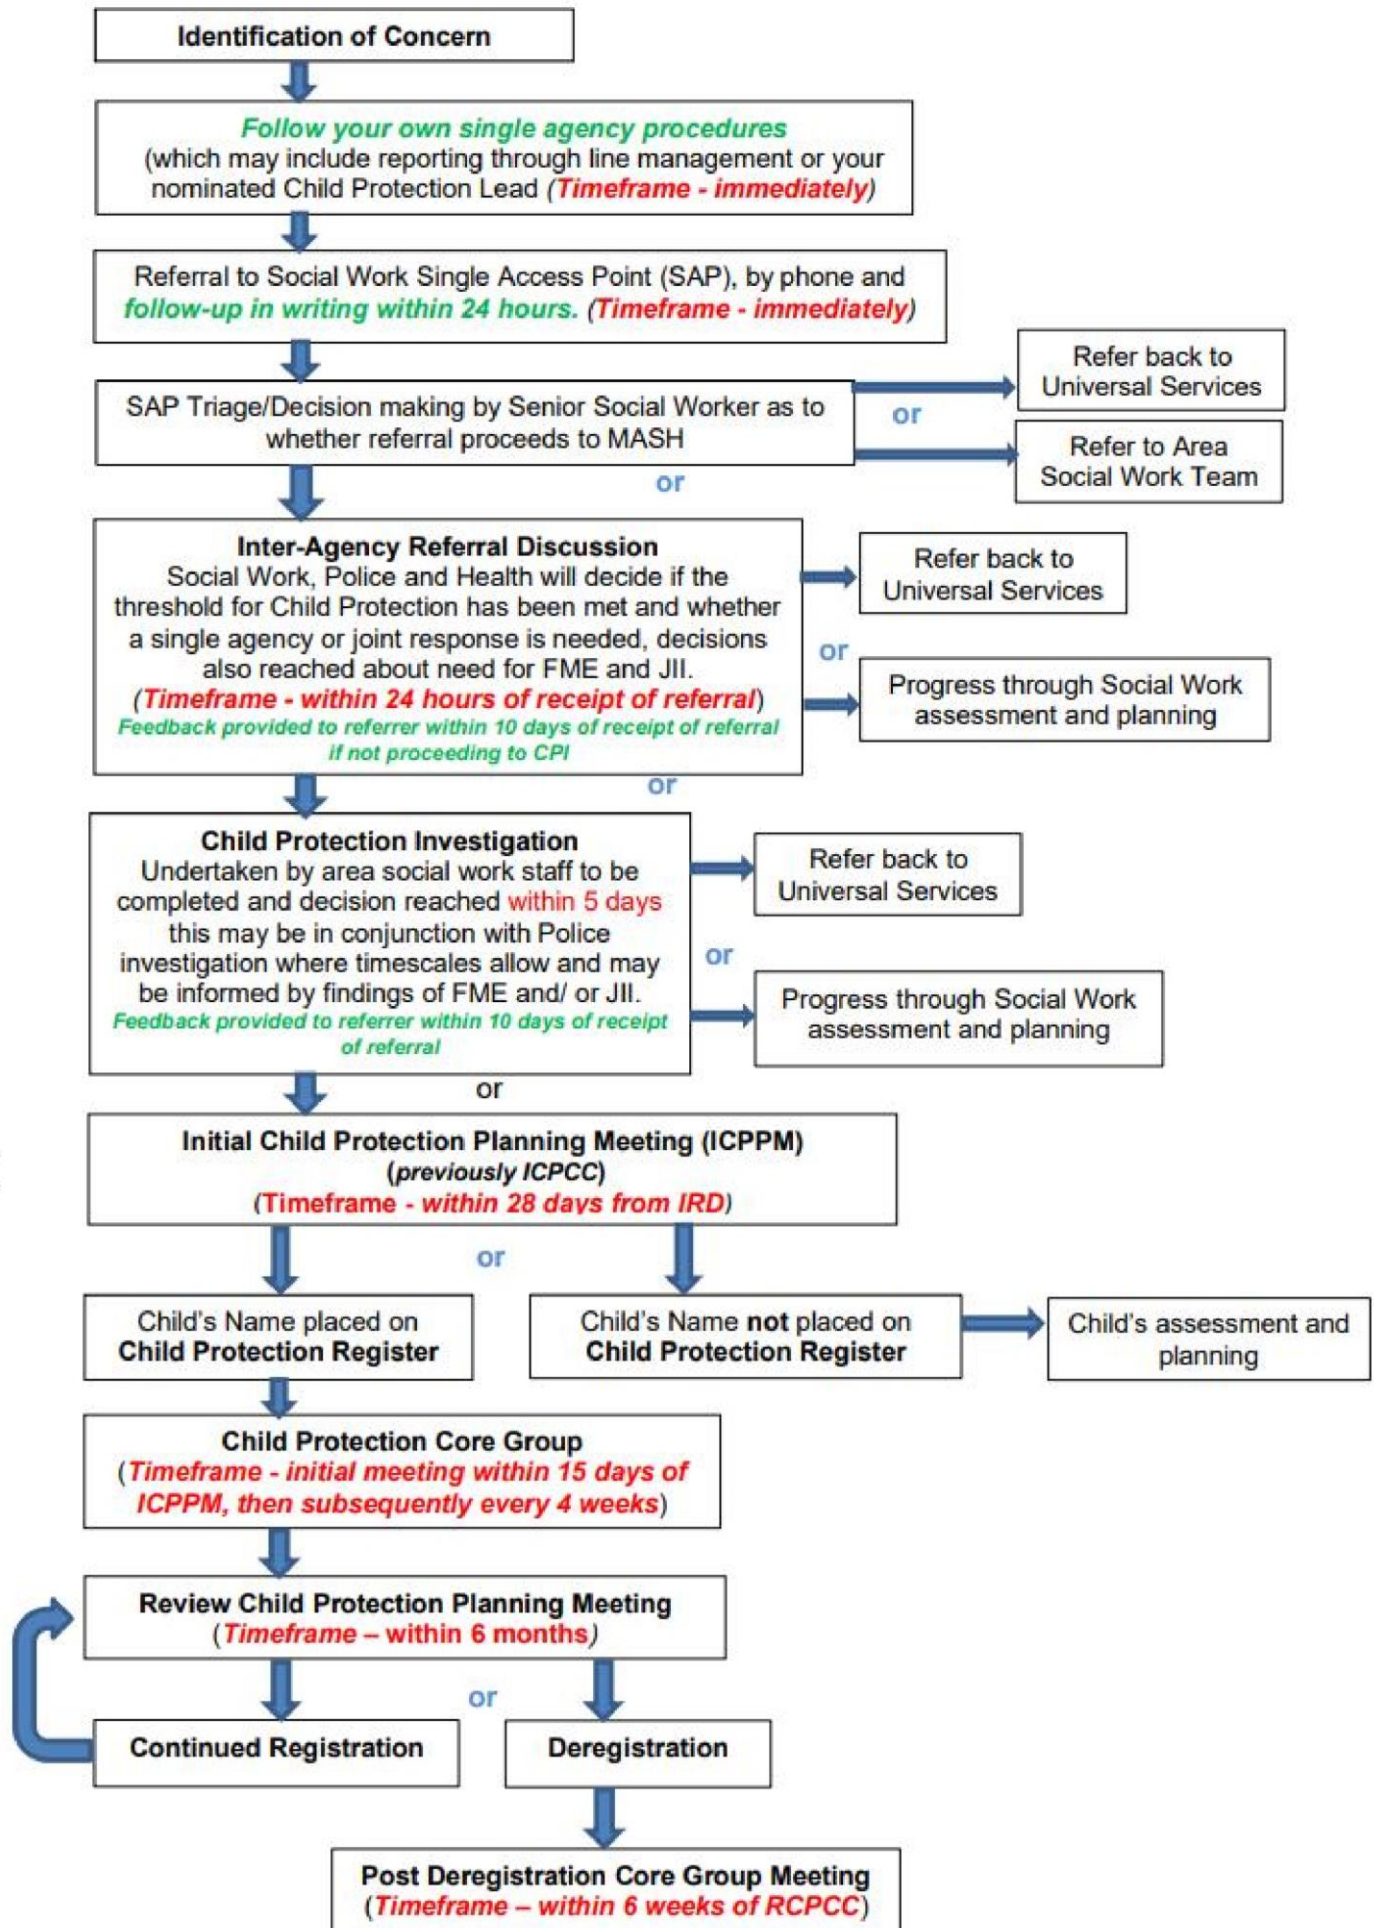 Identification of Concern
Follow your own single agency procedures
(which may include reporting through line management or your
nominated Child Protection Lead (Timeframe - immediately)
Referral to Social Work Single Access Point (SAP), by phone and
follow-up in writing within 24 hours. (Timeframe - immediately)
SAP Triage/Decision making by Senior Social Worker as to
whether referral proceeds to MASH
Refer back to
Universal Services
or
Refer to Area
Social Work Team
or
Inter-Agency Referral Discussion
Social Work, Police and Health will decide if the
threshold for Child Protection has been met and whether
a single agency or joint response is needed, decisions
also reached about need for FME and JII.
(Timeframe - within 24 hours of receipt of referral)
Feedback provided to referrer within 10 days of receipt of referral
if not proceeding to CPI
Refer back to
Universal Services
or
Progress through Social Work
assessment and planning
or
Child Protection Investigation
Undertaken by area social work staff to be
completed and decision reached within 5 days
this may be in conjunction with Police
investigation where timescales allow and may
be informed by findings of FME and/ or JII.
Feedback provided to referrer within 10 days of receipt
of referral
Refer back to
Universal Services
or
Progress through Social Work
assessment and planning
or
Initial Child Protection Planning Meeting (ICPPM)
(previously ICPCC)
(Timeframe - within 28 days from IRD)
or
Child's Name placed on
Child Protection Register
Child's Name not placed on
Child Protection Register
Child's assessment and
planning
Child Protection Core Group
(Timeframe - initial meeting within 15 days of
ICPPM, then subsequently every 4 weeks)
Review Child Protection Planning Meeting
(Timeframe – within 6 months)
or
Continued Registration
Deregistration
Post Deregistration Core Group Meeting
(Timeframe – within 6 weeks of RCPCC)